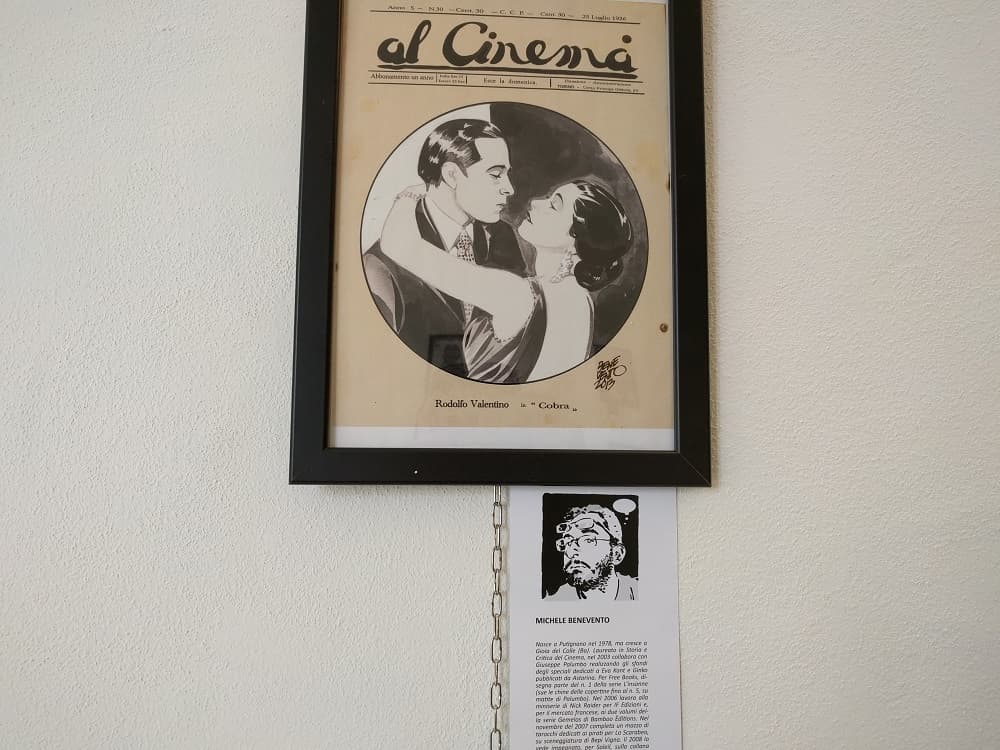 Anno 5 — N.30 — Cent. 30 — C. C. P. — Cent. 30 — 25 Luglio 1926
al Cinema
Abbonamento un anno
Esce la domenica.
TORINO
Rodolfo Valentino in " Cobra „
BENE
VENTO
2013
MICHELE BENEVENTO
Nasce a Putignano nel 1978, ma cresce a
Gioia del Colle (Ba). Laureato in Storia e
Critica del Cinema, nel 2003 collabora con
Giuseppe Palumbo realizzando gli sfondi
degli speciali dedicati a Eva Kant e Ginko
pubblicati da Astorina. Per Free Books, di-
segna parte del n. 1 della serie L'insonne
(sue le chine delle copertine fino al n. 5, su
matite di Palumbo). Nel 2006 lavora alla
miniserie di Nick Raider per IF Edizioni e,
per il mercato francese, ai due volumi del-
la serie Gemelos di Bamboo Éditions. Nel
novembre del 2007 completa un mazzo di
tarocchi dedicato ai pirati per Lo Scarabeo,
su sceneggiatura di Bepi Vigna. Il 2008 lo
vede impegnato, per Soleil, sulla collana